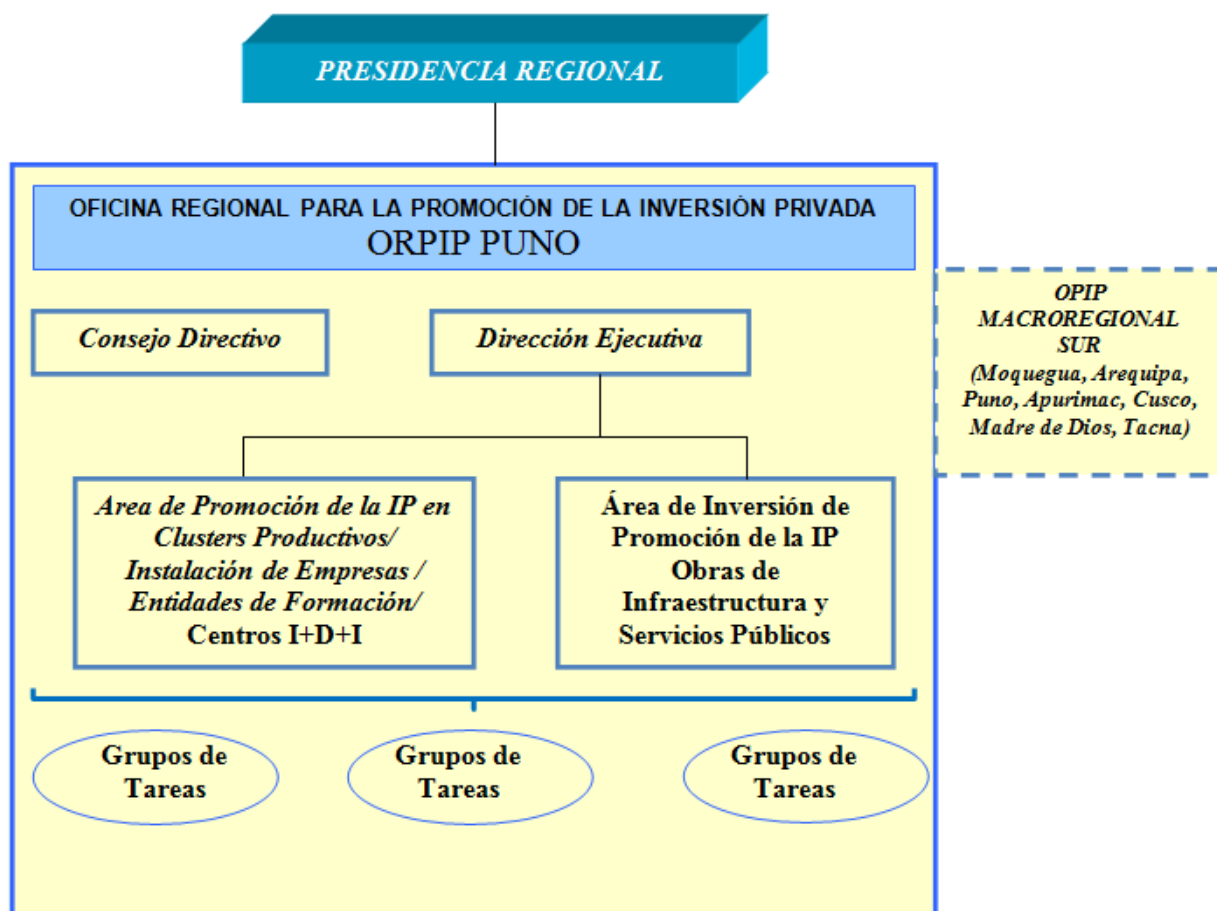 PRESIDENCIA REGIONAL
OFICINA REGIONAL PARA LA PROMOCIÓN DE LA INVERSIÓN PRIVADA
ORPIP PUNO
OPIP
MACROREGIONAL
SUR
(Moquegua, Arequipa,
Puno, Apurimac, Cusco,
Madre de Dios, Tacna)
Consejo Directivo
Dirección Ejecutiva
Area de Promoción de la IP en
Clusters Productivos/
Instalación de Empresas /
Entidades de Formación/
Centros I+D+I
Área de Inversión de
Promoción de la IP
Obras de
Infraestructura y
Servicios Públicos
Grupos de
Tareas
Grupos de
Tareas
Grupos de
Tareas